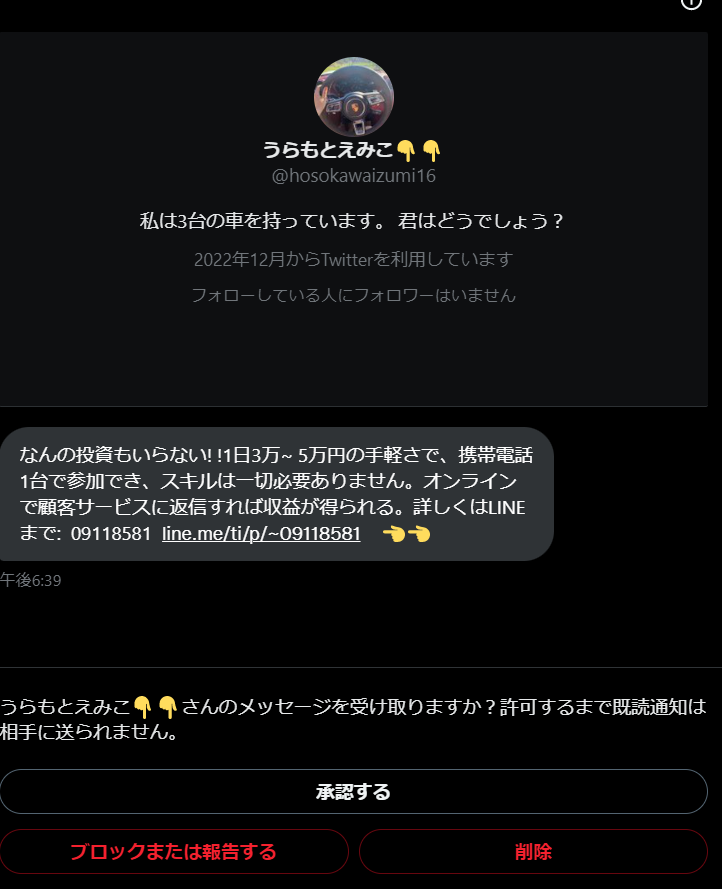 うらもとえみこ👇👇
@hosokawaizumi16
私は3台の車を持っています。 君はどうでしょう？
2022年12月からTwitterを利用しています
フォローしている人にフォロワーはいません
なんの投資もいらない! !1日3万~ 5万円の手軽さで、携帯電話
1台で参加でき、スキルは一切必要ありません。オンライン
で顧客サービスに返信すれば収益が得られる。詳しくはLINE
まで: 09118581 line.me/ti/p/~09118581 👈👈
午後6:39
うらもとえみこ👇👇さんのメッセージを受け取りますか？許可するまで既読通知は
相手に送られません。
承認する
ブロックまたは報告する
削除